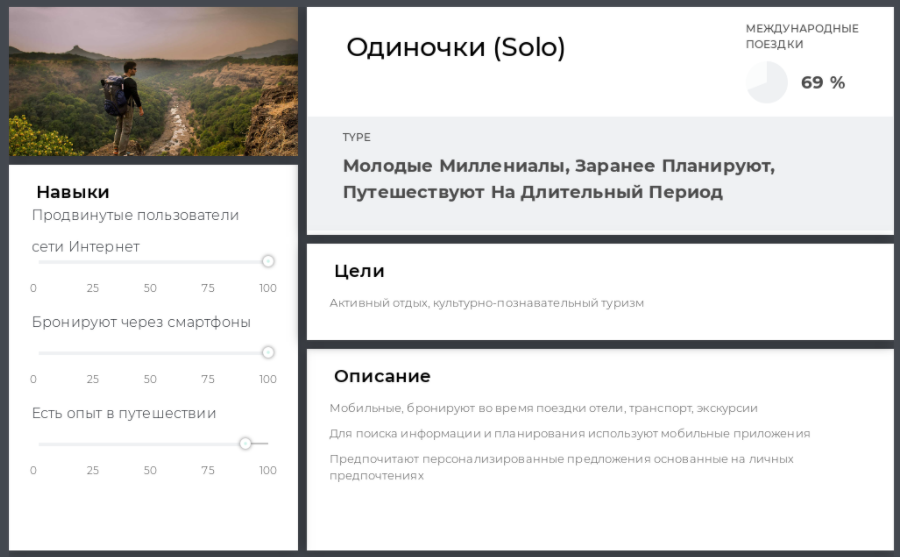 Одиночки (Solo)
МЕЖДУНАРОДНЫЕ
ПОЕЗДКИ
69 %
TYPE
Молодые Миллениалы, Заранее Планируют,
Путешествуют На Длительный Период
Навыки
Продвинутые пользователи
сети Интернет
0 25 50 75 100
Бронируют через смартфоны
0 25 50 75 100
Есть опыт в путешествии
0 25 50 75 100
Цели
Активный отдых, культурно-познавательный туризм
Описание
Мобильные, бронируют во время поездки отели, транспорт, экскурсии
Для поиска информации и планирования используют мобильные приложения
Предпочитают персонализированные предложения основанные на личных
предпочтениях